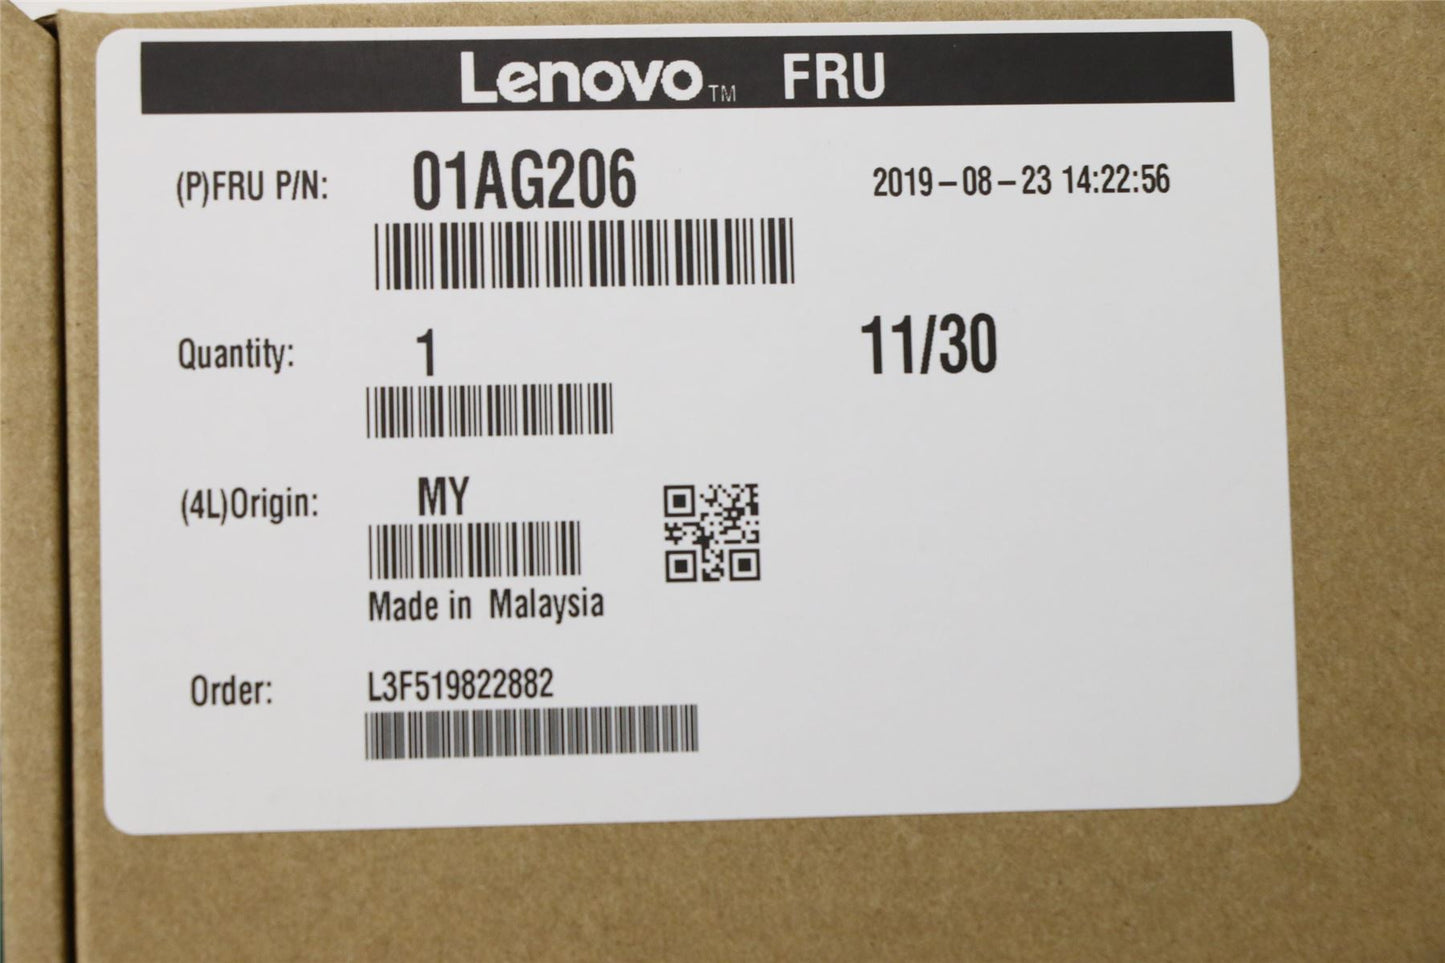 Lenovo™ FRU
(P)FRU P/N: 01AG206 2019-08-23 14:22:56
Quantity: 1 11/30
(4L)Origin: MY
Made in Malaysia
Order: L3F519822882